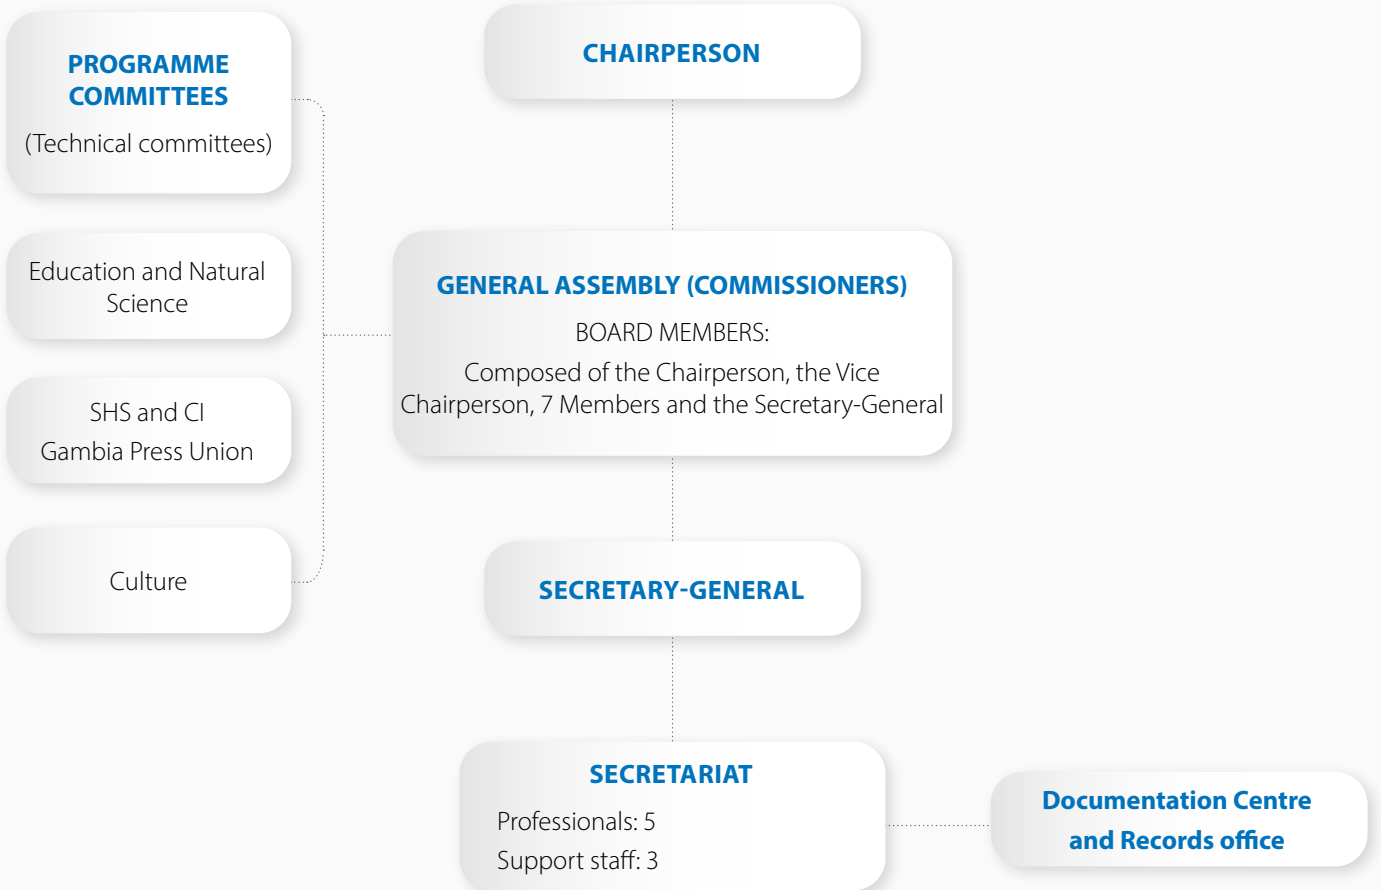 PROGRAMME
COMMITTEES
(Technical committees)
Education and Natural
Science
SHS and CI
Gambia Press Union
Culture
CHAIRPERSON
GENERAL ASSEMBLY (COMMISSIONERS)
BOARD MEMBERS:
Composed of the Chairperson, the Vice
Chairperson, 7 Members and the Secretary-General
SECRETARY-GENERAL
SECRETARIAT
Professionals: 5
Support staff: 3
Documentation Centre
and Records office